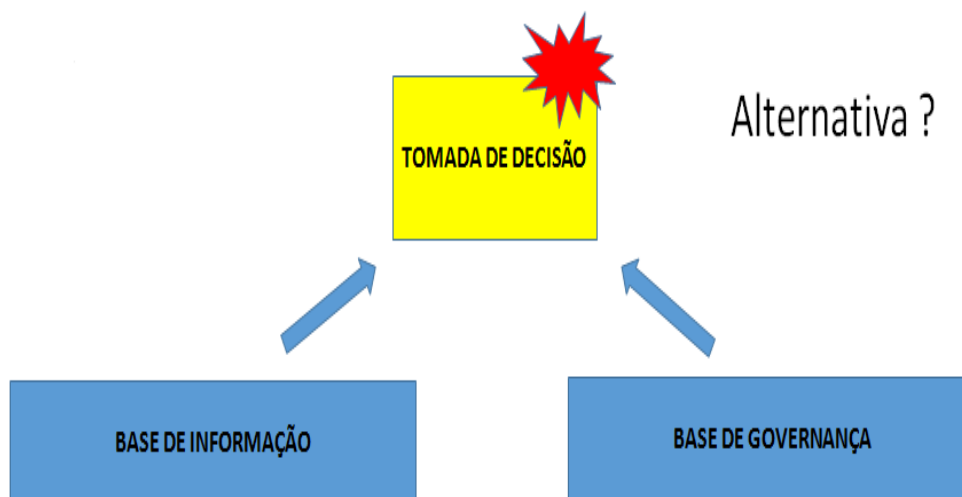 Alternativa ?
TOMADA DE DECISÃO
BASE DE INFORMAÇÃO
BASE DE GOVERNANÇA